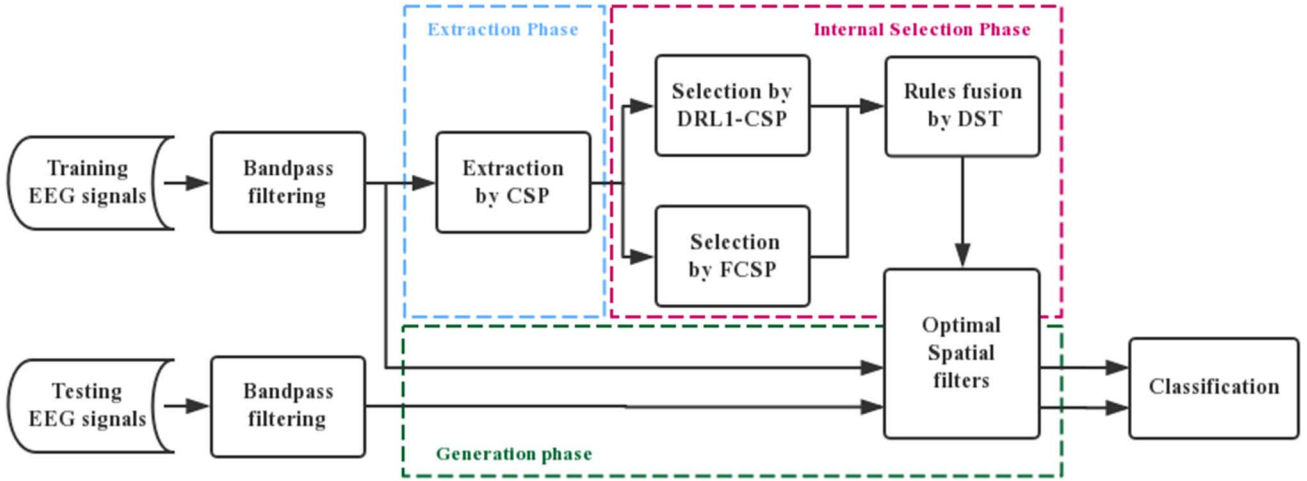 Extraction Phase
Internal Selection Phase
Training
EEG signals
Bandpass
filtering
Extraction
by CSP
Selection by
DRL1-CSP
Selection
by FCSP
Rules fusion
by DST
Optimal
Spatial
filters
Testing
EEG signals
Bandpass
filtering
Classification
Generation phase